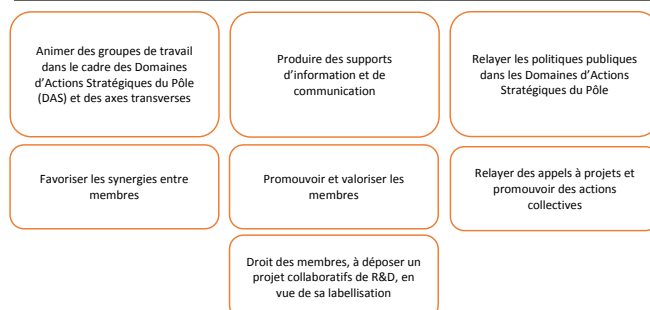 Animer des groupes de travail
dans le cadre des Domaines
d'Actions Stratégiques du Pôle
(DAS) et des axes transverses
Produire des supports
d'information et de
communication
Relayer les politiques publiques
dans les Domaines d'Actions
Stratégiques du Pôle
Favoriser les synergies entre
membres
Promouvoir et valoriser les
membres
Relayer des appels à projets et
promouvoir des actions
collectives
Droit des membres, à déposer un
projet collaboratifs de R&D, en
vue de sa labellisation